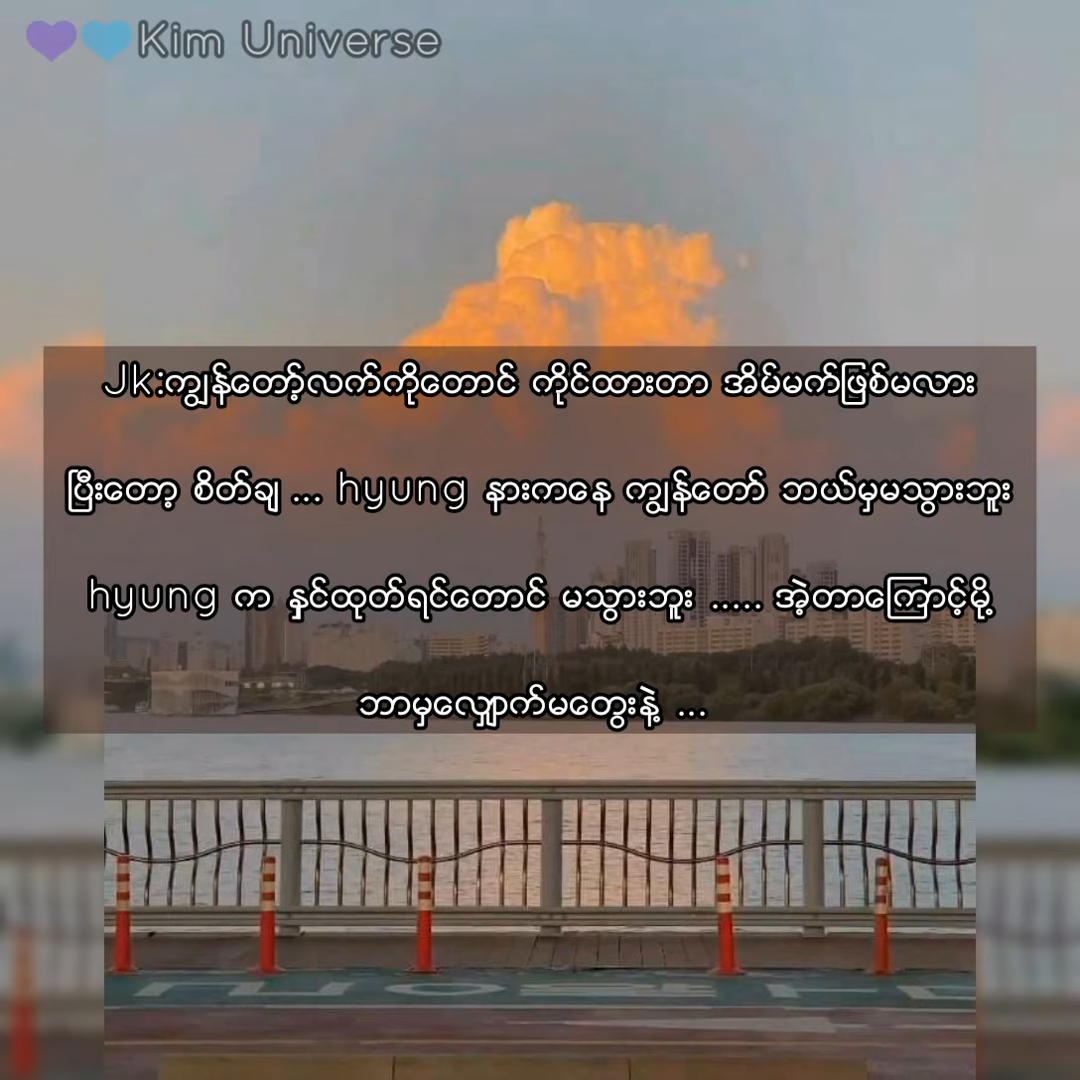 💜💙Kim Universe
Jk:ကျွန်တော့်လက်ကိုတောင် ကိုင်ထားတာ အိမ်မက်ဖြစ်မလား
ပြီးတော့ စိတ်ချ ... hyung နားကနေ ကျွန်တော် ဘယ်မှမသွားဘူး
hyung က နှင်ထုတ်ရင်တောင် မသွားဘူး ..... အဲ့တာကြောင့်မို့
ဘာမှလျှောက်မတွေးနဲ့ ...